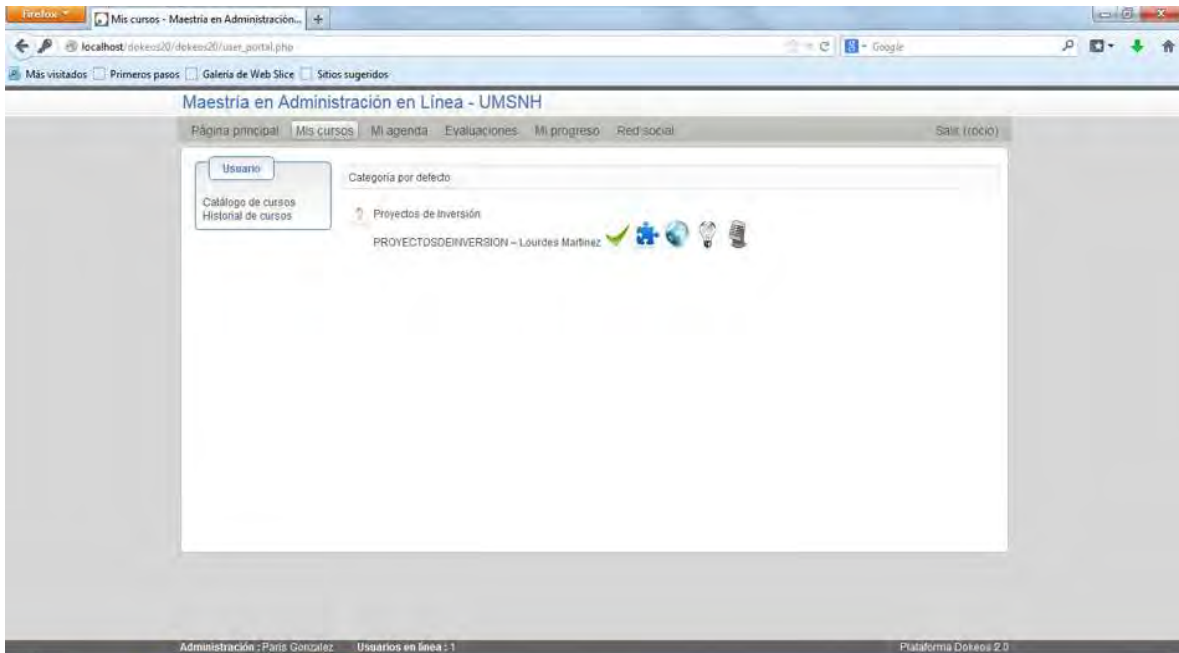 Firefox
Mis cursos - Maestría en Administración... +
localhost/dokeos20/dokeos20/user_portal.php
Google
Más visitados Primeros pasos Galería de Web Slice Sitios sugeridos
Maestría en Administración en Línea - UMSNH
Página principal Mis cursos Mi agenda Evaluaciones Mi progreso Red social Salir (rocio)
Usuario
Catálogo de cursos
Historial de cursos
Categoría por defecto
Proyectos de Inversión
PROYECTOSDEINVERSION – Lourdes Martinez
Administración : Paris Gonzalez Usuarios en línea : 1 Plataforma Dokeos 2.0